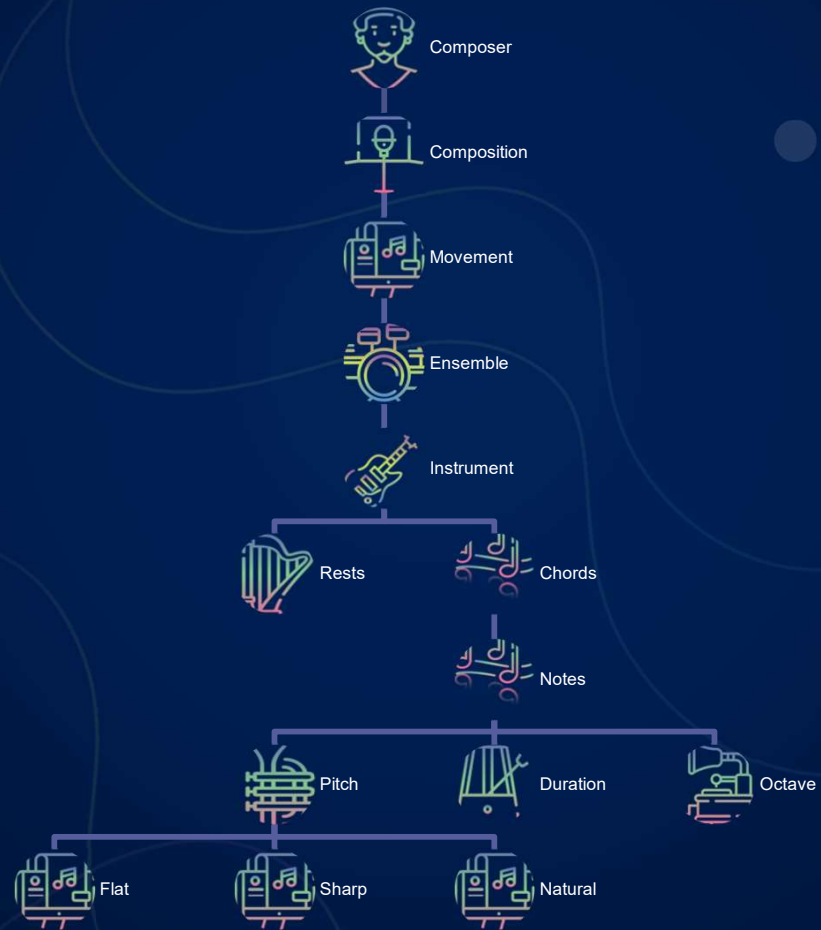 Composer
Composition
Movement
Ensemble
Instrument
Rests
Chords
Notes
Pitch
Duration
Octave
Flat
Sharp
Natural